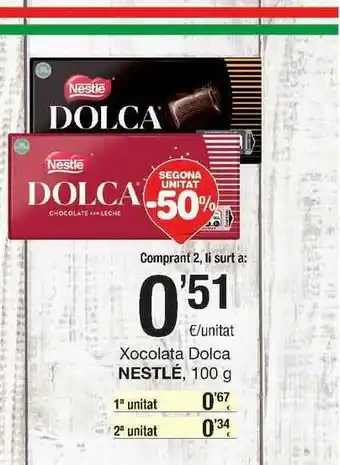 Nestlé
DOLCA
Nestlé
DOLCA
CHOCOLATE CON LECHE
SEGONA
UNITAT
-50%
Comprant 2, li surt a:
0'51
€/unitat
Xocolata Dolca
NESTLÉ, 100 g
1ª unitat 0'67 €
2ª unitat 0'34 €